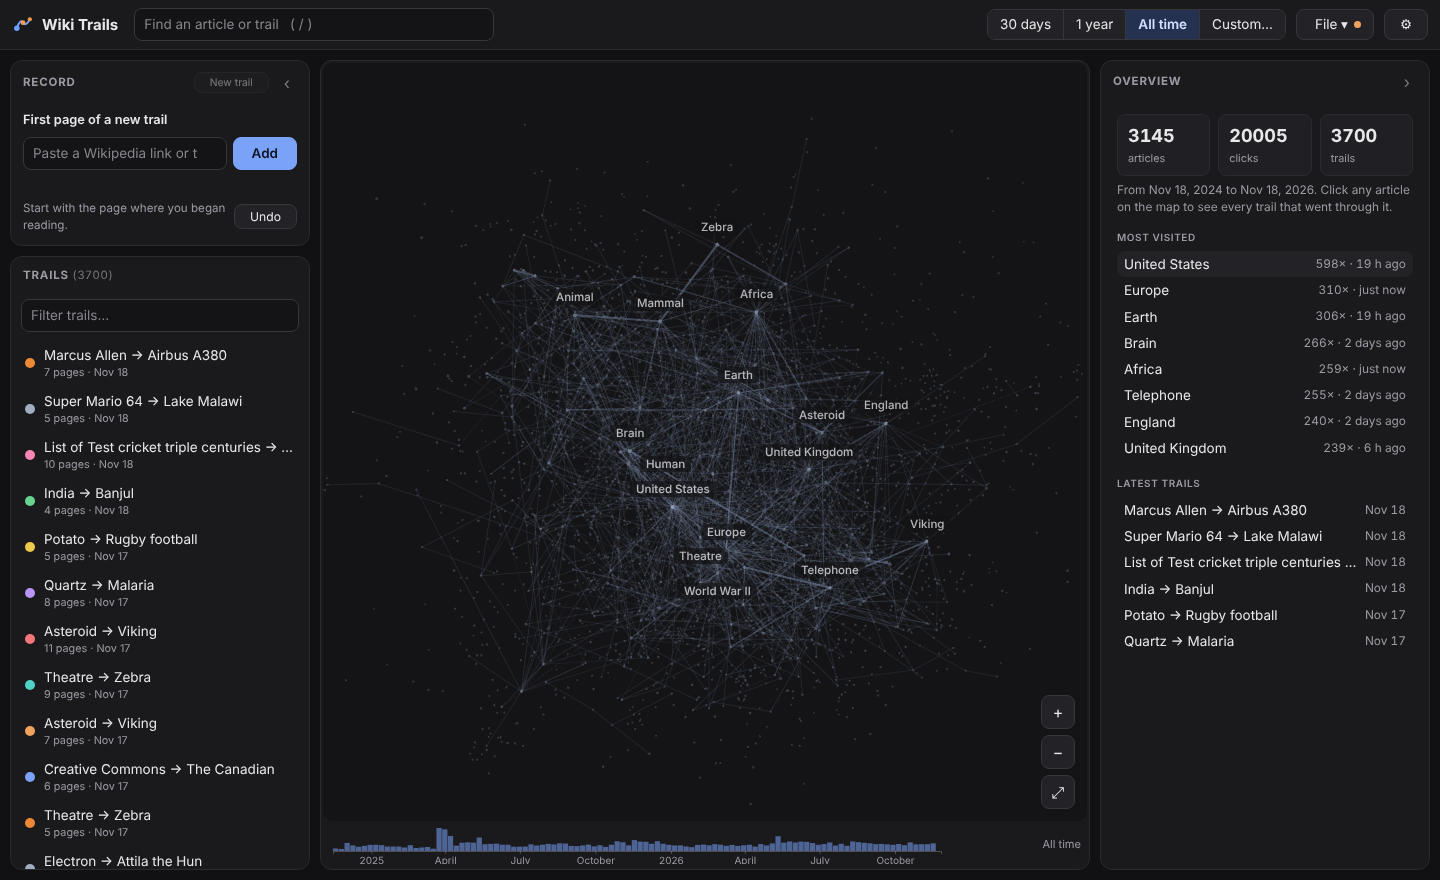 Wiki Trails
Find an article or trail ( / )
30 days
1 year
All time
Custom...
File ▾
RECORD
New trail
First page of a new trail
Paste a Wikipedia link or t
Add
Start with the page where you began
reading.
Undo
TRAILS (3700)
Filter trails...
Marcus Allen → Airbus A380
7 pages · Nov 18
Super Mario 64 → Lake Malawi
5 pages · Nov 18
List of Test cricket triple centuries → ...
10 pages · Nov 18
India → Banjul
4 pages · Nov 18
Potato → Rugby football
5 pages · Nov 17
Quartz → Malaria
8 pages · Nov 17
Asteroid → Viking
11 pages · Nov 17
Theatre → Zebra
9 pages · Nov 17
Asteroid → Viking
7 pages · Nov 17
Creative Commons → The Canadian
6 pages · Nov 17
Theatre → Zebra
5 pages · Nov 17
Electron → Attila the Hun
Zebra
Animal
Mammal
Africa
Earth
Asteroid
England
Brain
United Kingdom
Human
United States
Viking
Europe
Theatre
Telephone
World War II
+
−
2025
April
July
October
2026
April
July
October
All time
OVERVIEW
3145
articles
20005
clicks
3700
trails
From Nov 18, 2024 to Nov 18, 2026. Click any article
on the map to see every trail that went through it.
MOST VISITED
United States 598× · 19 h ago
Europe 310× · just now
Earth 306× · 19 h ago
Brain 266× · 2 days ago
Africa 259× · just now
Telephone 255× · 2 days ago
England 240× · 2 days ago
United Kingdom 239× · 6 h ago
LATEST TRAILS
Marcus Allen → Airbus A380 Nov 18
Super Mario 64 → Lake Malawi Nov 18
List of Test cricket triple centuries ... Nov 18
India → Banjul Nov 18
Potato → Rugby football Nov 17
Quartz → Malaria Nov 17